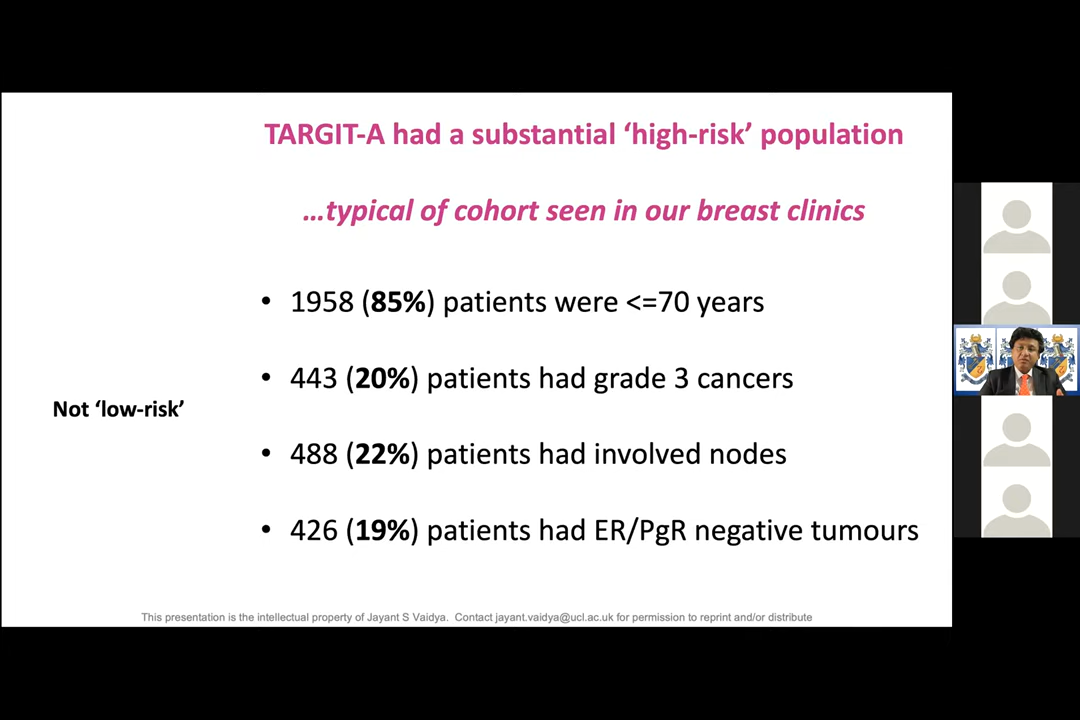 TARGIT-A had a substantial ‘high-risk’ population
…typical of cohort seen in our breast clinics
• 1958 (85%) patients were <=70 years
• 443 (20%) patients had grade 3 cancers
Not ‘low-risk’
• 488 (22%) patients had involved nodes
• 426 (19%) patients had ER/PgR negative tumours
This presentation is the intellectual property of Jayant S Vaidya. Contact jayant.vaidya@ucl.ac.uk for permission to reprint and/or distribute